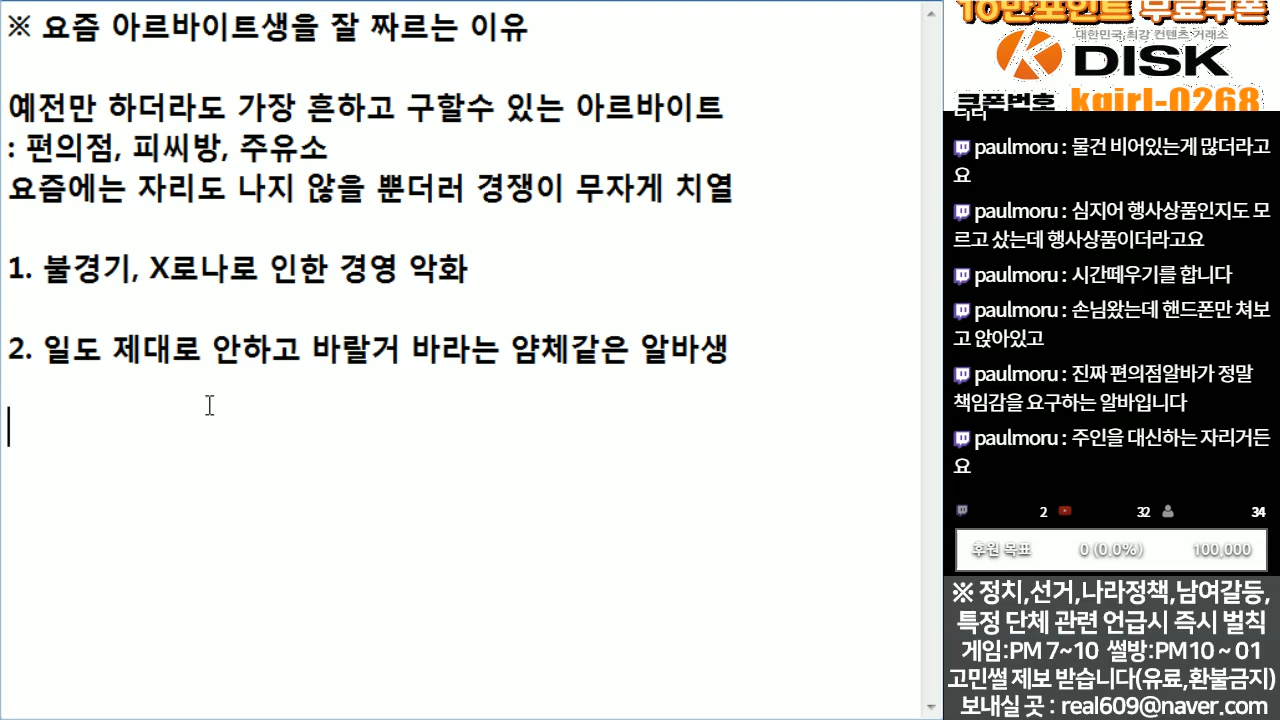 ※ 요즘 아르바이트생을 잘 짜르는 이유
예전만 하더라도 가장 흔하고 구할수 있는 아르바이트
: 편의점, 피씨방, 주유소
요즘에는 자리도 나지 않을 뿐더러 경쟁이 무자게 치열
1. 불경기, X로나로 인한 경영 악화
2. 일도 제대로 안하고 바랄거 바라는 얌체같은 알바생
10만포인트 무료쿠폰
대한민국 최강 컨텐츠 거래소
K DISK
쿠폰번호 kgirl-0268
paulmoru : 물건 비어있는게 많더라고
요
paulmoru : 심지어 행사상품인지도 모
르고 샀는데 행사상품이더라고요
paulmoru : 시간떼우기를 합니다
paulmoru : 손님왔는데 핸드폰만 쳐보
고 앉아있고
paulmoru : 진짜 편의점알바가 정말
책임감을 요구하는 알바입니다
paulmoru : 주인을 대신하는 자리거든
요
2 32 34
후원 목표 0 (0.0%) 100,000
※ 정치,선거,나라정책,남여갈등,
특정 단체 관련 언급시 즉시 벌칙
게임:PM 7~10 썰방:PM10 ~ 01
고민썰 제보 받습니다(유료,환불금지)
보내실 곳 : real609@naver.com